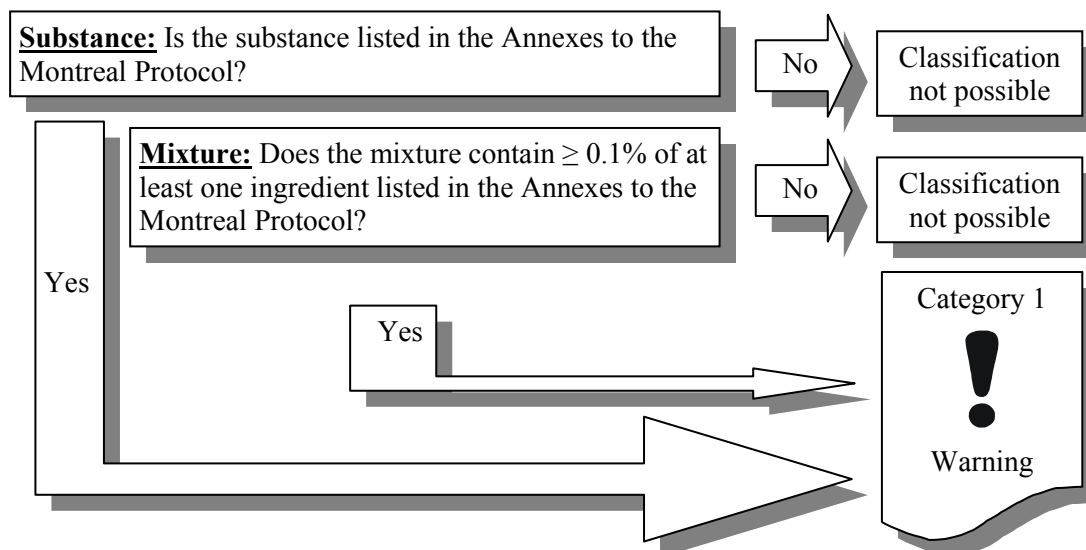 Substance: Is the substance listed in the Annexes to the
Montreal Protocol?
No
Classification
not possible
Mixture: Does the mixture contain ≥ 0.1% of at
least one ingredient listed in the Annexes to the
Montreal Protocol?
No
Classification
not possible
Yes
Yes
Category 1
!
Warning